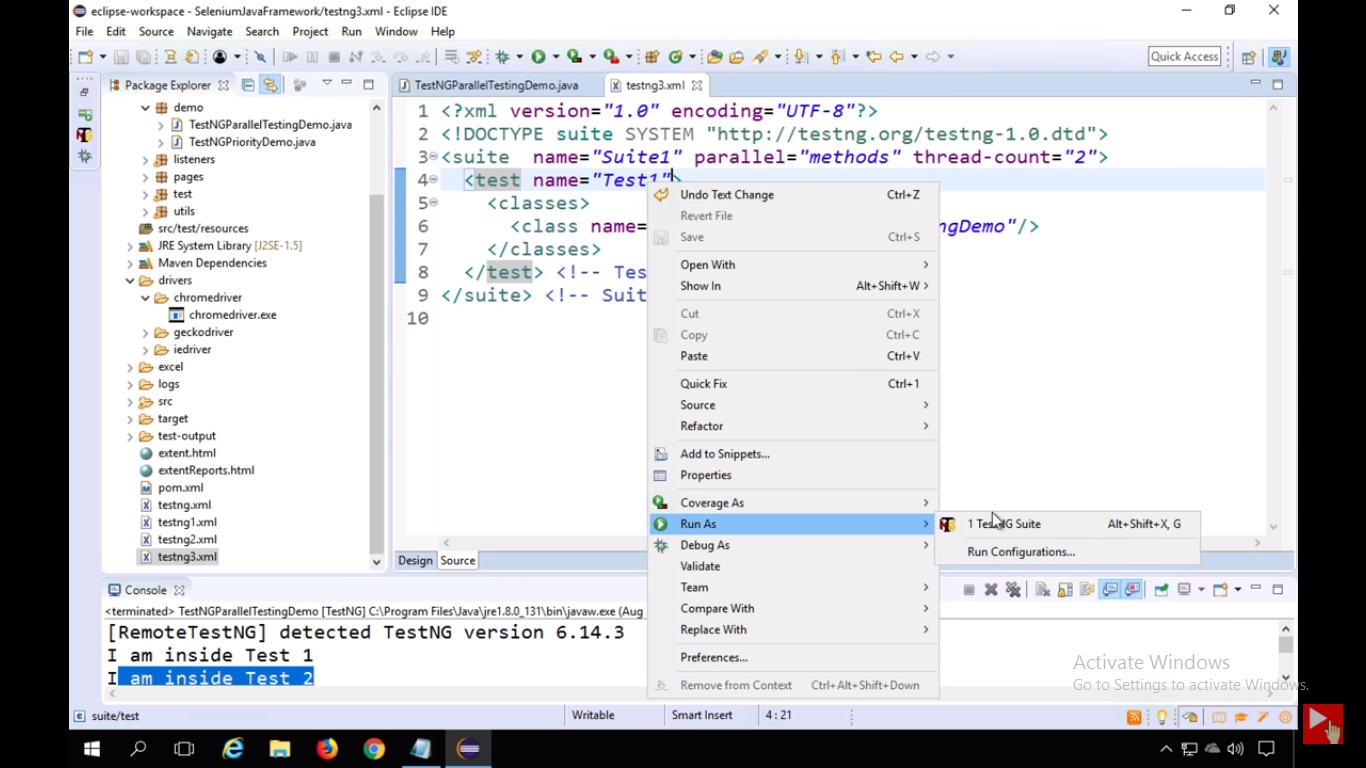 eclipse-workspace - SeleniumJavaFramework/testng3.xml - Eclipse IDE
File Edit Source Navigate Search Project Run Window Help
Quick Access
Package Explorer
TestNGParallelTestingDemo.java
testng3.xml
demo
TestNGParallelTestingDemo.java
TestNGPriorityDemo.java
listeners
pages
test
utils
src/test/resources
JRE System Library [J2SE-1.5]
Maven Dependencies
drivers
chromedriver
chromedriver.exe
geckodriver
iedriver
excel
logs
src
target
test-output
extent.html
extentReports.html
pom.xml
testng.xml
testng1.xml
testng2.xml
testng3.xml
1 <?xml version="1.0" encoding="UTF-8"?>
2 <!DOCTYPE suite SYSTEM "http://testng.org/testng-1.0.dtd">
3 <suite name="Suite1" parallel="methods" thread-count="2">
4 <test name="Test1">
5 <classes>
6 <class name= ngDemo"/>
7 </classes>
8 </test> <!-- Tes
9 </suite> <!-- Suit
10
Undo Text Change Ctrl+Z
Revert File
Save Ctrl+S
Open With
Show In Alt+Shift+W
Cut Ctrl+X
Copy Ctrl+C
Paste Ctrl+V
Quick Fix Ctrl+1
Source
Refactor
Add to Snippets...
Properties
Coverage As
Run As
Debug As
Validate
Team
Compare With
Replace With
Preferences...
Remove from Context Ctrl+Alt+Shift+Down
1 TestNG Suite Alt+Shift+X, G
Run Configurations...
Design Source
Console
<terminated> TestNGParallelTestingDemo [TestNG] C:\Program Files\Java\jre1.8.0_131\bin\javaw.exe (Aug
[RemoteTestNG] detected TestNG version 6.14.3
I am inside Test 1
I am inside Test 2
Activate Windows
Go to Settings to activate Windows.
suite/test
Writable
Smart Insert
4 : 21